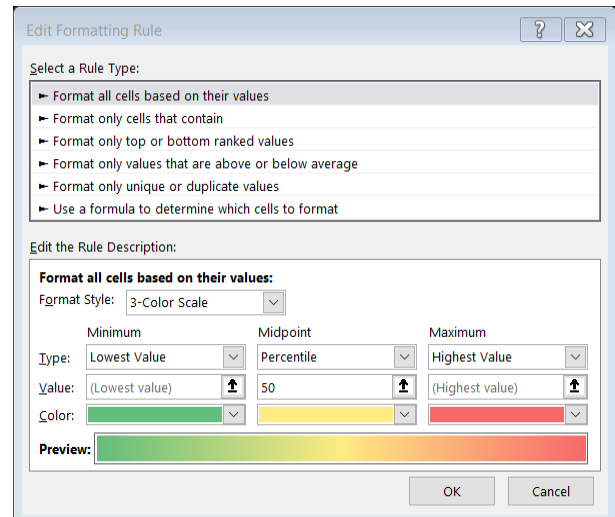 Edit Formatting Rule
Select a Rule Type:
► Format all cells based on their values
► Format only cells that contain
► Format only top or bottom ranked values
► Format only values that are above or below average
► Format only unique or duplicate values
► Use a formula to determine which cells to format
Edit the Rule Description:
Format all cells based on their values:
Format Style: 3-Color Scale
Minimum Midpoint Maximum
Type: Lowest Value Percentile Highest Value
Value: (Lowest value) 50 (Highest value)
Color:
Preview:
OK Cancel